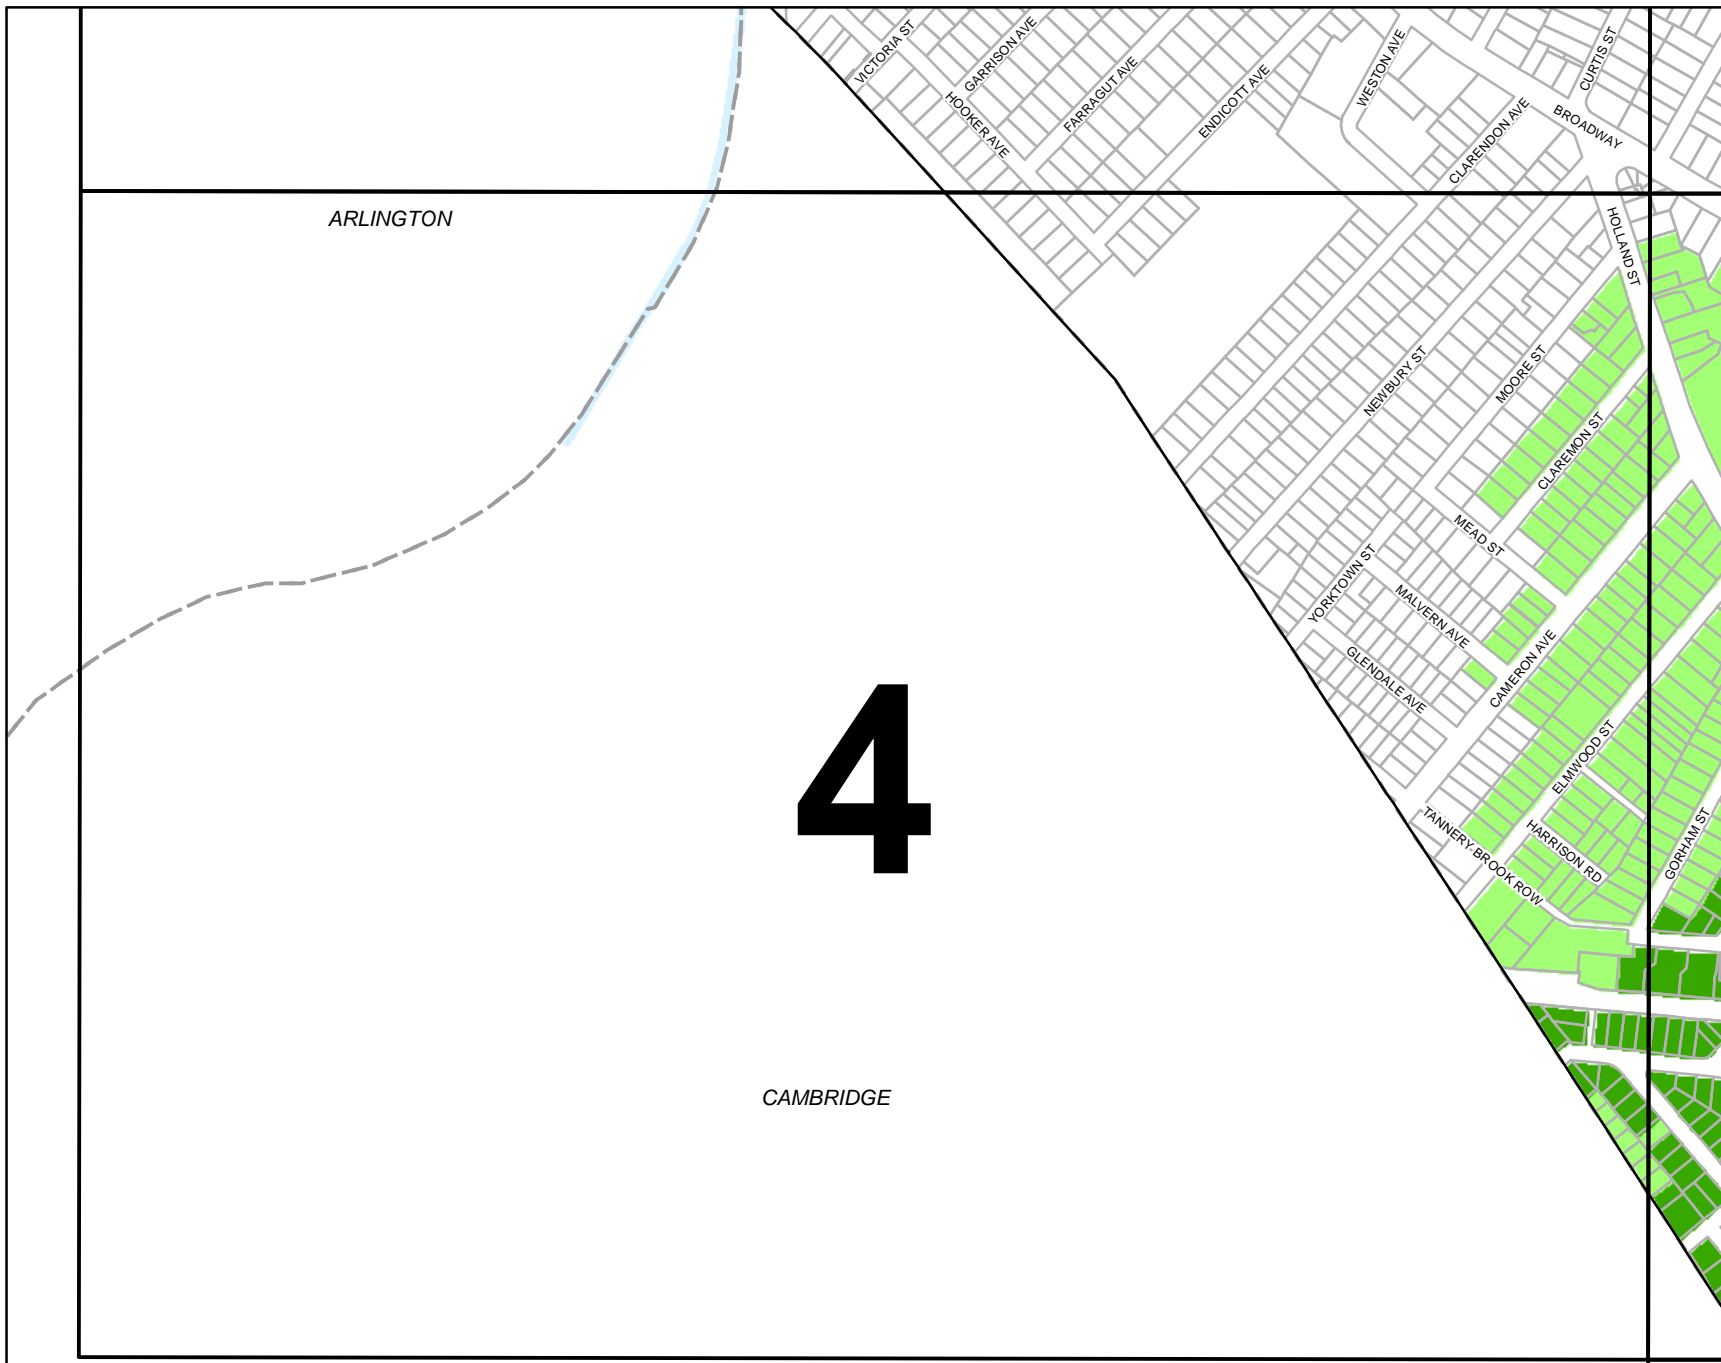 VICTORIA ST
GARRISON AVE
HOOKER AVE
FARRAGUT AVE
ENDICOTT AVE
WESTON AVE
CURTIS ST
CLARENDON AVE
BROADWAY
ARLINGTON
HOLLAND ST
NEWBURY ST
MOORE ST
CLAREMON ST
MEAD ST
YORKTOWN ST
MALVERN AVE
GLENDALE AVE
CAMERON AVE
4
ELMWOOD ST
TANNERY BROOK ROW
HARRISON RD
GORHAM ST
CAMBRIDGE